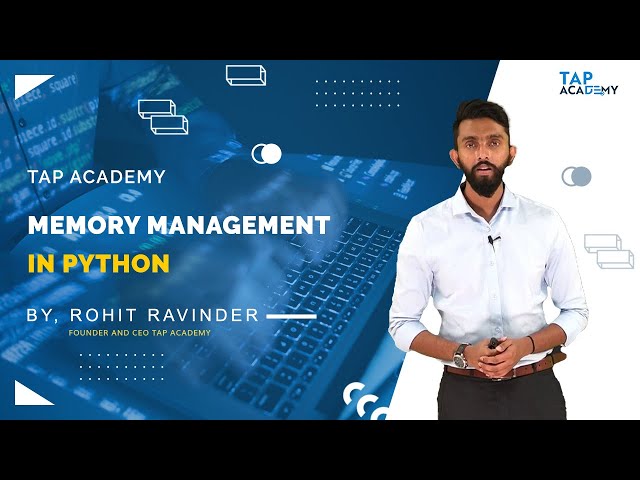 TAP
ACADEMY
TAP ACADEMY
MEMORY MANAGEMENT
IN PYTHON
BY, ROHIT RAVINDER
FOUNDER AND CEO TAP ACADEMY